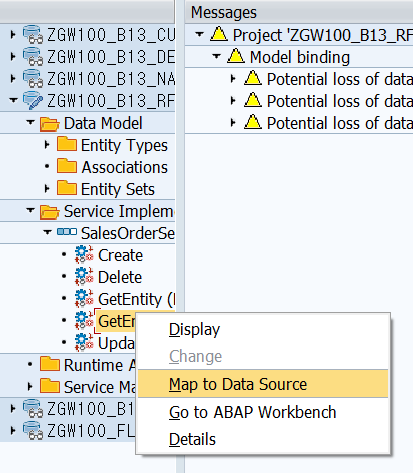 ZGW100_B13_CU
ZGW100_B13_DE
ZGW100_B13_NA
ZGW100_B13_RF
Data Model
Entity Types
Associations
Entity Sets
Service Implem
SalesOrderSe
Create
Delete
GetEntity (
GetEn
Upda
Runtime A
Service Ma
ZGW100_B1
ZGW100_FL
Messages
Project 'ZGW100_B13_RF
Model binding
Potential loss of data
Potential loss of data
Potential loss of data
Display
Change
Map to Data Source
Go to ABAP Workbench
Details